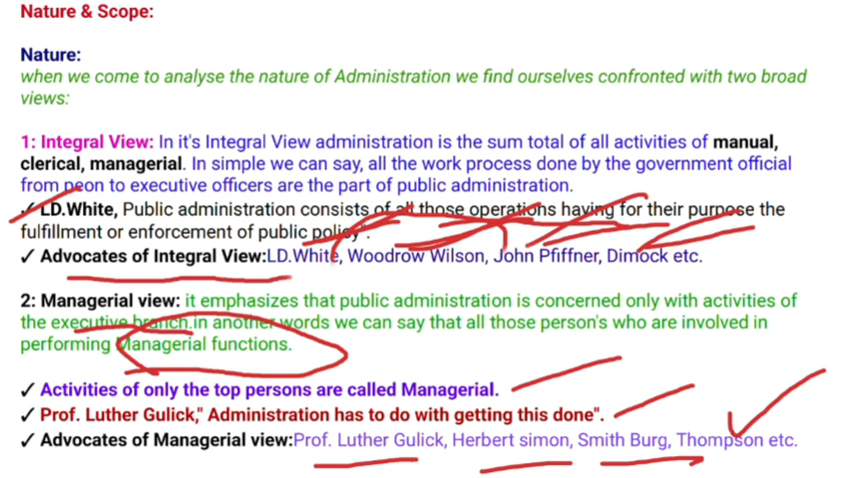 Nature & Scope:
Nature:
when we come to analyse the nature of Administration we find ourselves confronted with two broad
views:
1: Integral View: In it's Integral View administration is the sum total of all activities of manual,
clerical, managerial. In simple we can say, all the work process done by the government official
from peon to executive officers are the part of public administration.
✓ LD.White, Public administration consists of all those operations having for their purpose the
fulfillment or enforcement of public policy".
✓ Advocates of Integral View:LD.White, Woodrow Wilson, John Pfiffner, Dimock etc.
2: Managerial view: it emphasizes that public administration is concerned only with activities of
the executive branch.in another words we can say that all those person's who are involved in
performing Managerial functions.
✓ Activities of only the top persons are called Managerial.
✓ Prof. Luther Gulick," Administration has to do with getting this done".
✓ Advocates of Managerial view:Prof. Luther Gulick, Herbert simon, Smith Burg, Thompson etc.